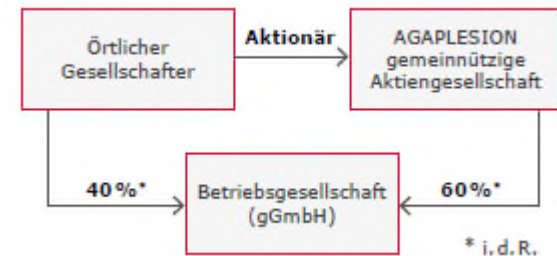 Örtlicher
Gesellschafter
Aktionär
AGAPLESION
gemeinnützige
Aktiengesellschaft
40%*
Betriebsgesellschaft
(gGmbH)
60%*
* i.d.R.